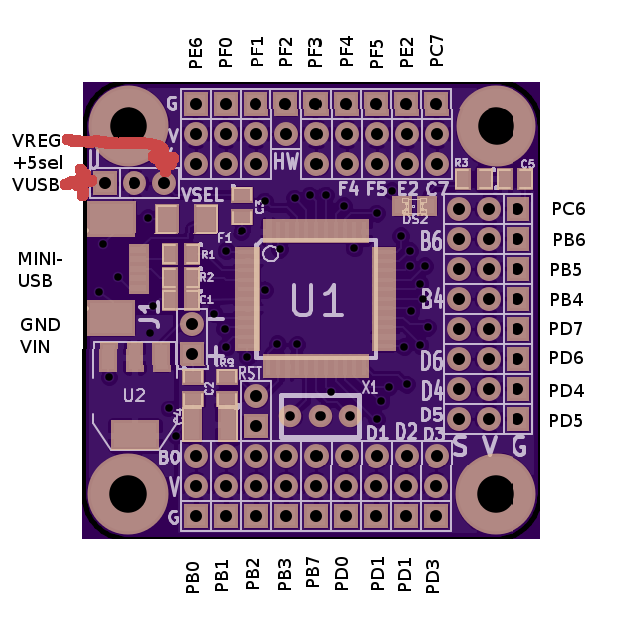 PE6 PF0 PF1 PF2 PF3 PF4 PF5 PE2 PC7
G
VREG V
+5sel U HW R3 C5
VUSB VSEL F4 F5 E2 C7
PC6
DS2
F1 B6 PB6
MINI-
USB
R1
PB5
R2
C1 U1 B4 PB4
J1
GND - PD7
VIN + R9 D6 PD6
RST
U2 C2 X1 D4 PD4
D5 PD5
D1 D2 D3
S V G
B0
V
G
PB0 PB1 PB2 PB3 PB7 PD0 PD1 PD1 PD3